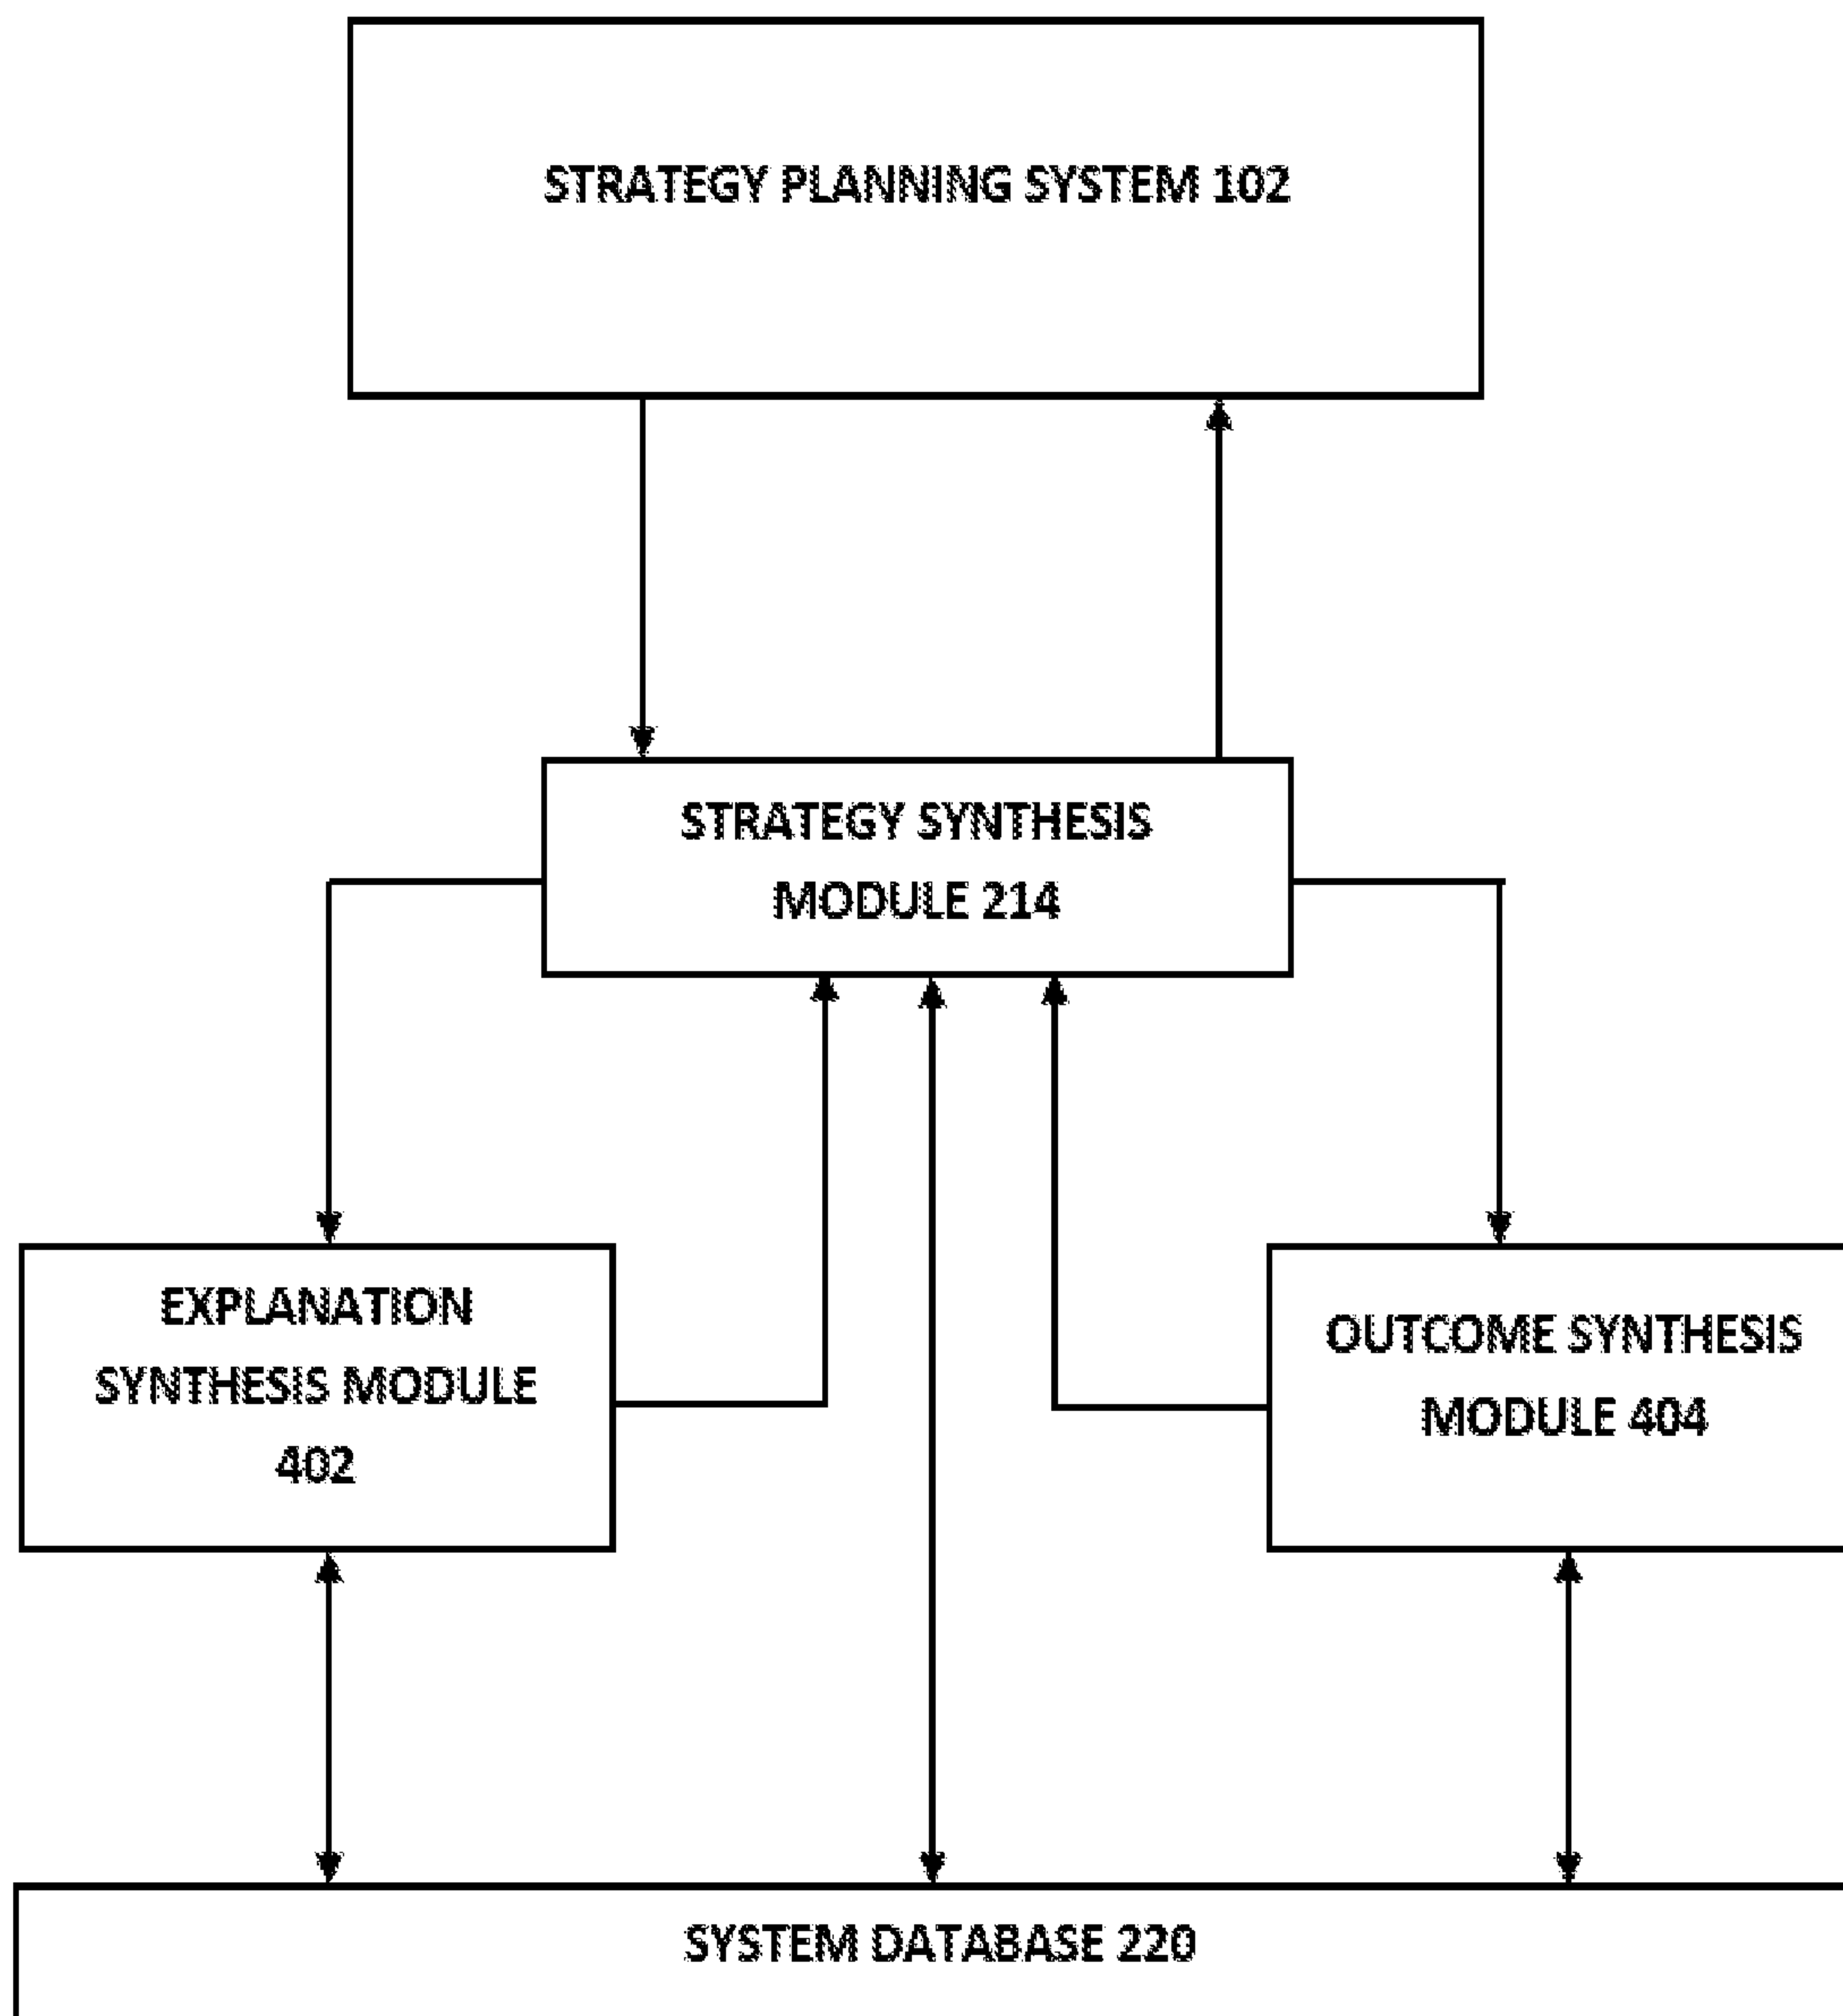 STRATEGY PLANNING SYSTEM 102
STRATEGY SYNTHESIS
MODULE 214
EXPLANATION
SYNTHESIS MODULE
402
OUTCOME SYNTHESIS
MODULE 404
SYSTEM DATABASE 220